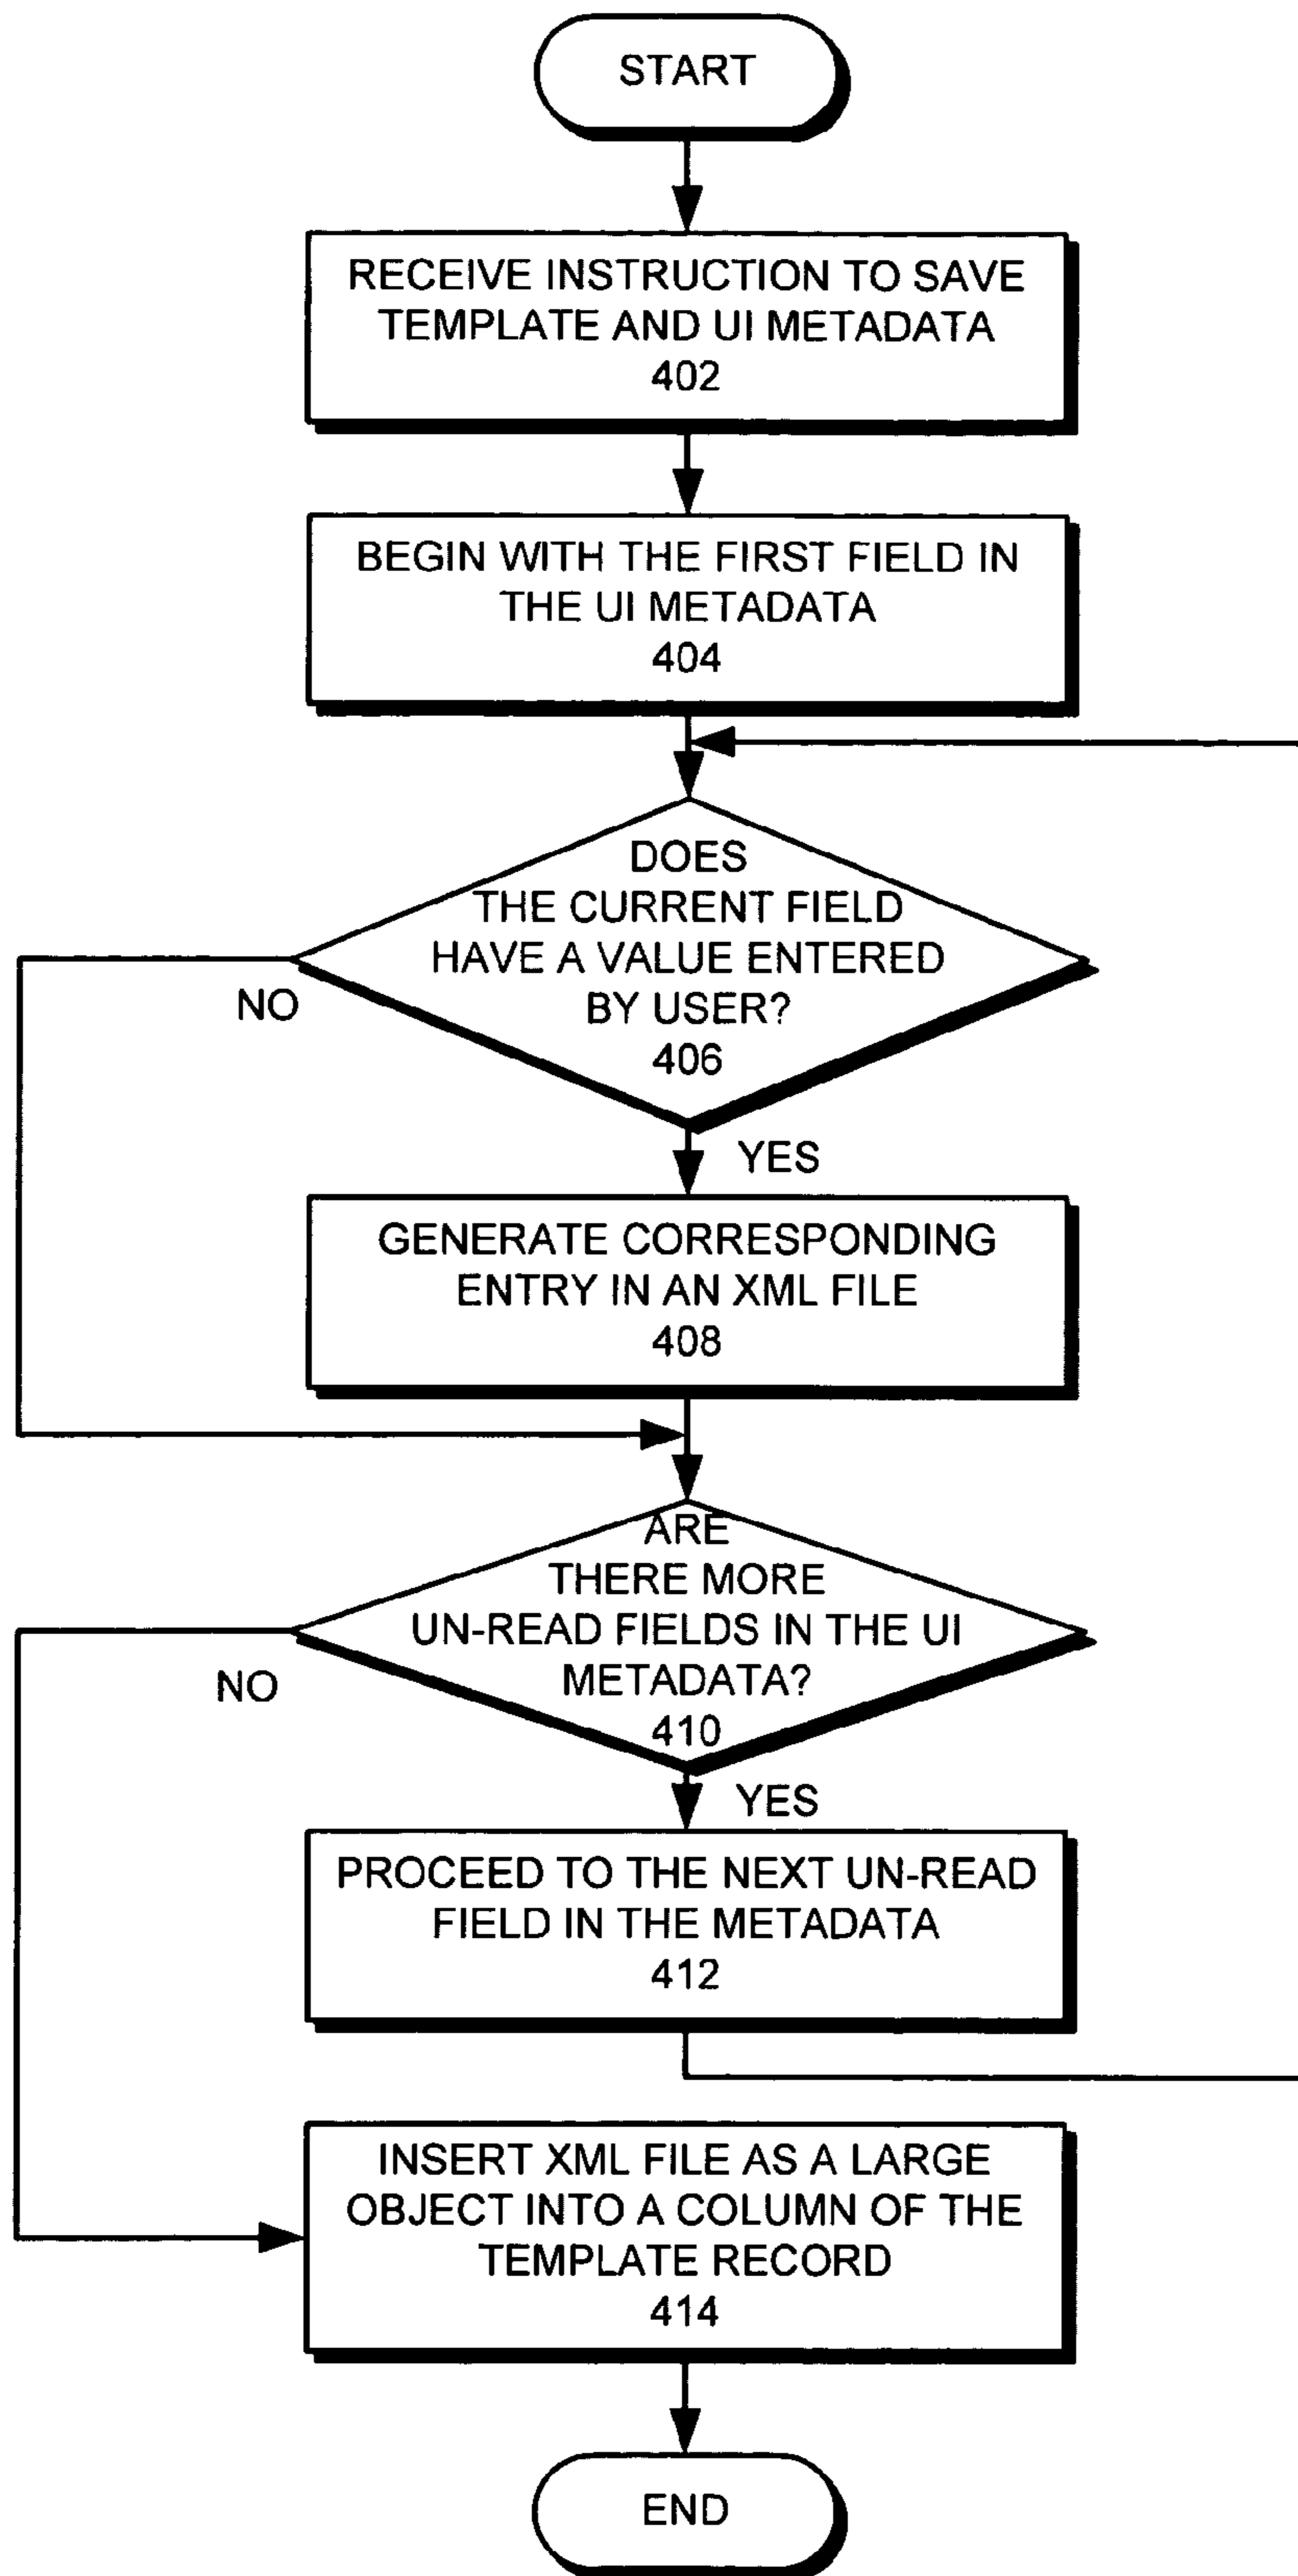 START
RECEIVE INSTRUCTION TO SAVE
TEMPLATE AND UI METADATA
402
BEGIN WITH THE FIRST FIELD IN
THE UI METADATA
404
DOES
THE CURRENT FIELD
HAVE A VALUE ENTERED
BY USER?
406
NO
YES
GENERATE CORRESPONDING
ENTRY IN AN XML FILE
408
ARE
THERE MORE
UN-READ FIELDS IN THE UI
METADATA?
410
NO
YES
PROCEED TO THE NEXT UN-READ
FIELD IN THE METADATA
412
INSERT XML FILE AS A LARGE
OBJECT INTO A COLUMN OF THE
TEMPLATE RECORD
414
END